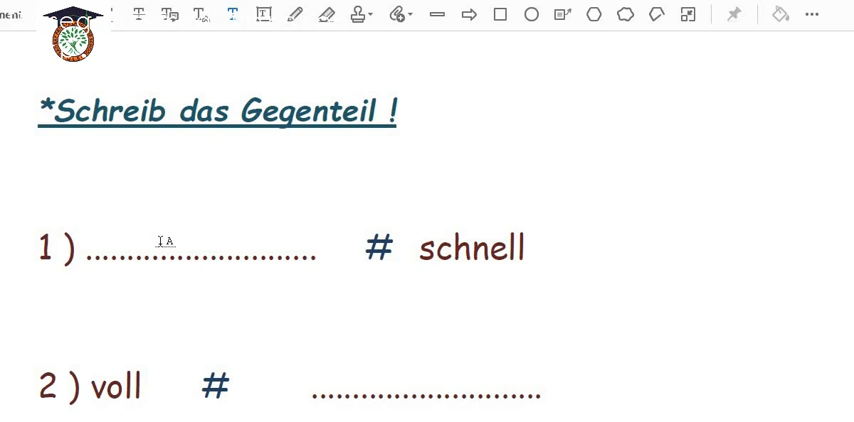 *Schreib das Gegenteil !
1 ) ............................ # schnell
2 ) voll # ............................